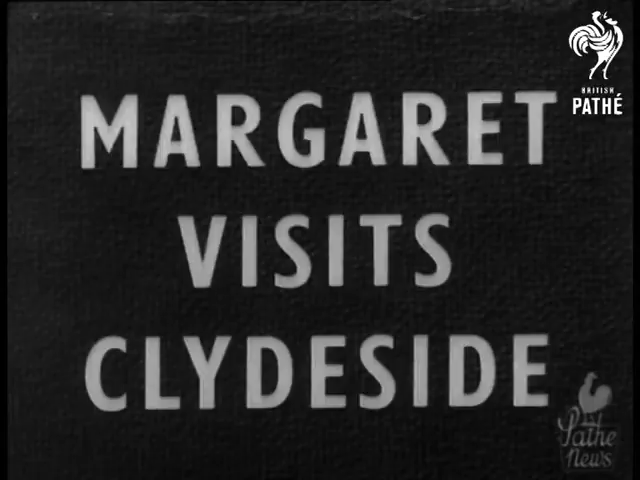 BRITISH
PATHÉ
MARGARET
VISITS
CLYDESIDE
Pathe
News